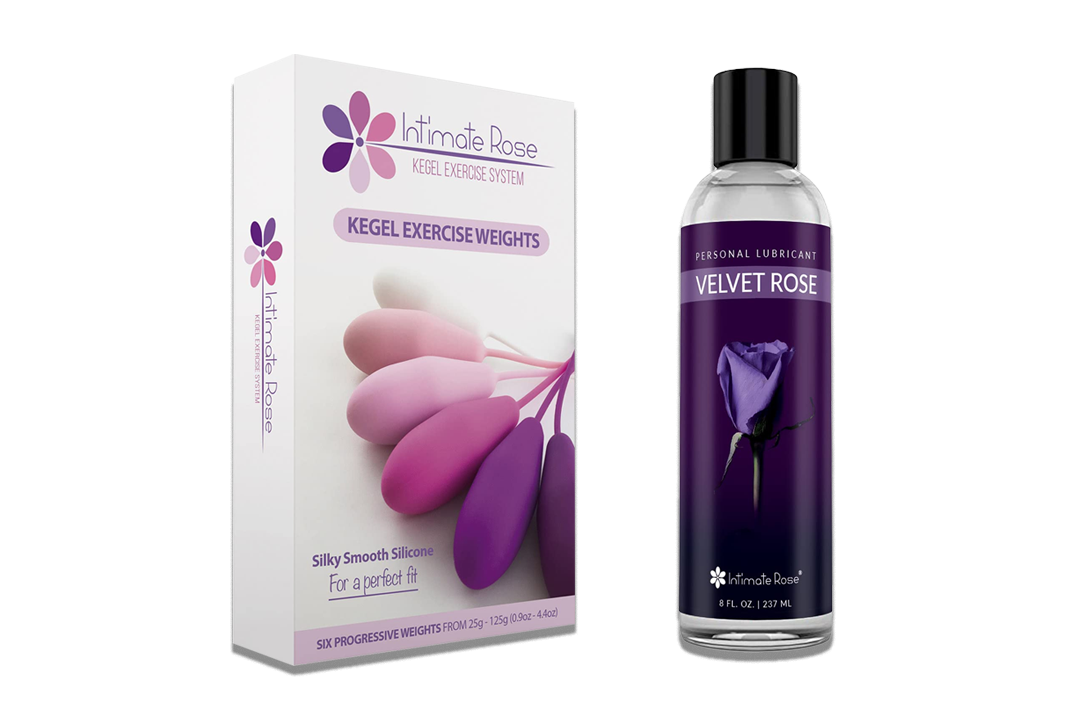 Intimate Rose
KEGEL EXERCISE SYSTEM
Intimate Rose
KEGEL EXERCISE SYSTEM
KEGEL EXERCISE WEIGHTS
Silky Smooth Silicone
For a perfect fit
SIX PROGRESSIVE WEIGHTS FROM 25g - 125g (0.9oz - 4.4oz)
PERSONAL LUBRICANT
VELVET ROSE
Intimate Rose®
8 FL. OZ. | 237 ML